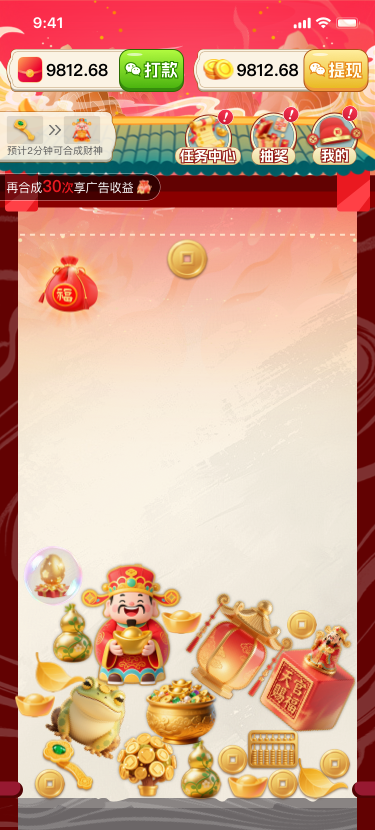 9:41
9812.68 打款
9812.68 提现
预计2分钟可合成财神
任务中心 抽奖 我的
再合成30次享广告收益
福
天官
赐福